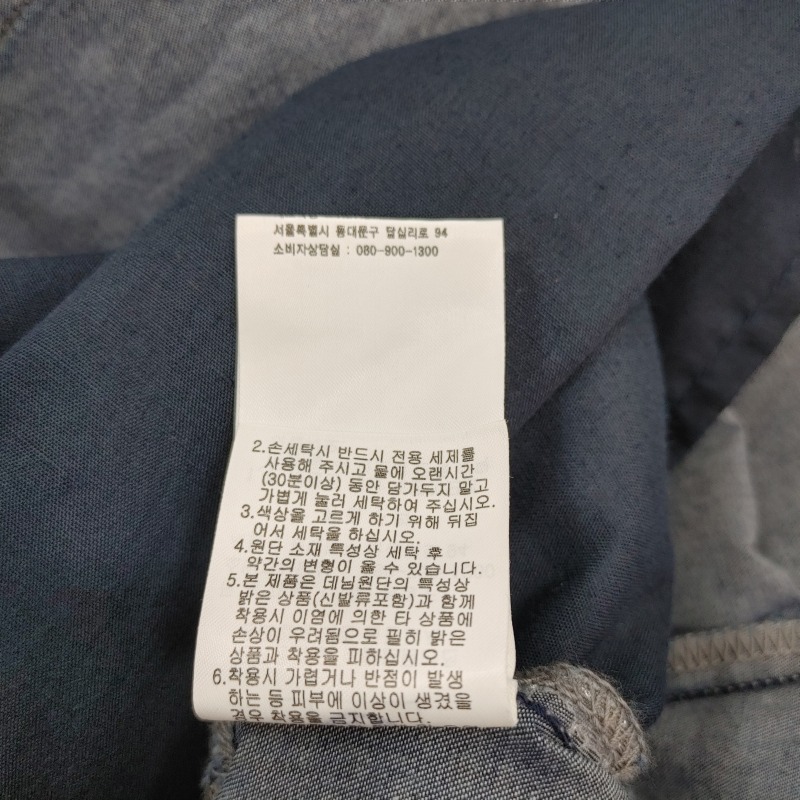 서울특별시 동대문구 답십리로 94
소비자상담실 : 080-900-1300
2.손세탁시 반드시 전용 세제를
사용해 주시고 물에 오랜시간
(30분이상) 동안 담가두지 말고
가볍게 눌러 세탁하여 주십시오.
3.색상을 고르게 하기 위해 뒤집
어서 세탁을 하십시오.
4.원단 소재 특성상 세탁 후
약간의 변형이 올 수 있습니다.
5.본 제품은 데님원단의 특성상
밝은 상품(신발류포함)과 함께
착용시 이염에 의한 타 상품에
손상이 우려됨으로 필히 밝은
상품과 착용을 피하십시오.
6.착용시 가렵거나 반점이 발생
하는 등 피부에 이상이 생겼을
경우 착용을 금지합니다.